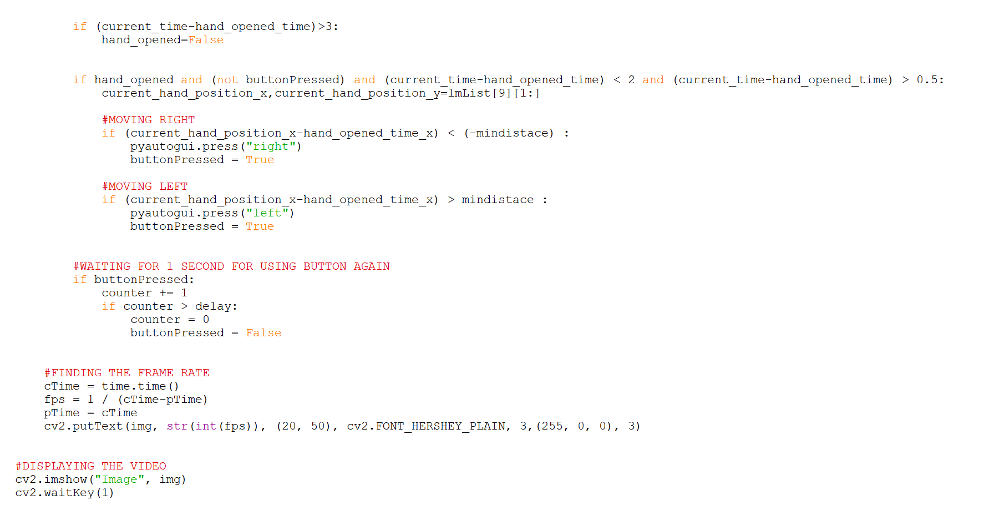 if (current_time-hand_opened_time)>3:
hand_opened=False
if hand_opened and (not buttonPressed) and (current_time-hand_opened_time) < 2 and (current_time-hand_opened_time) > 0.5:
current_hand_position_x,current_hand_position_y=lmList[9][1:]
#MOVING RIGHT
if (current_hand_position_x-hand_opened_time_x) < (-mindistace) :
pyautogui.press("right")
buttonPressed = True
#MOVING LEFT
if (current_hand_position_x-hand_opened_time_x) > mindistace :
pyautogui.press("left")
buttonPressed = True
#WAITING FOR 1 SECOND FOR USING BUTTON AGAIN
if buttonPressed:
counter += 1
if counter > delay:
counter = 0
buttonPressed = False
#FINDING THE FRAME RATE
cTime = time.time()
fps = 1 / (cTime-pTime)
pTime = cTime
cv2.putText(img, str(int(fps)), (20, 50), cv2.FONT_HERSHEY_PLAIN, 3,(255, 0, 0), 3)
#DISPLAYING THE VIDEO
cv2.imshow("Image", img)
cv2.waitKey(1)